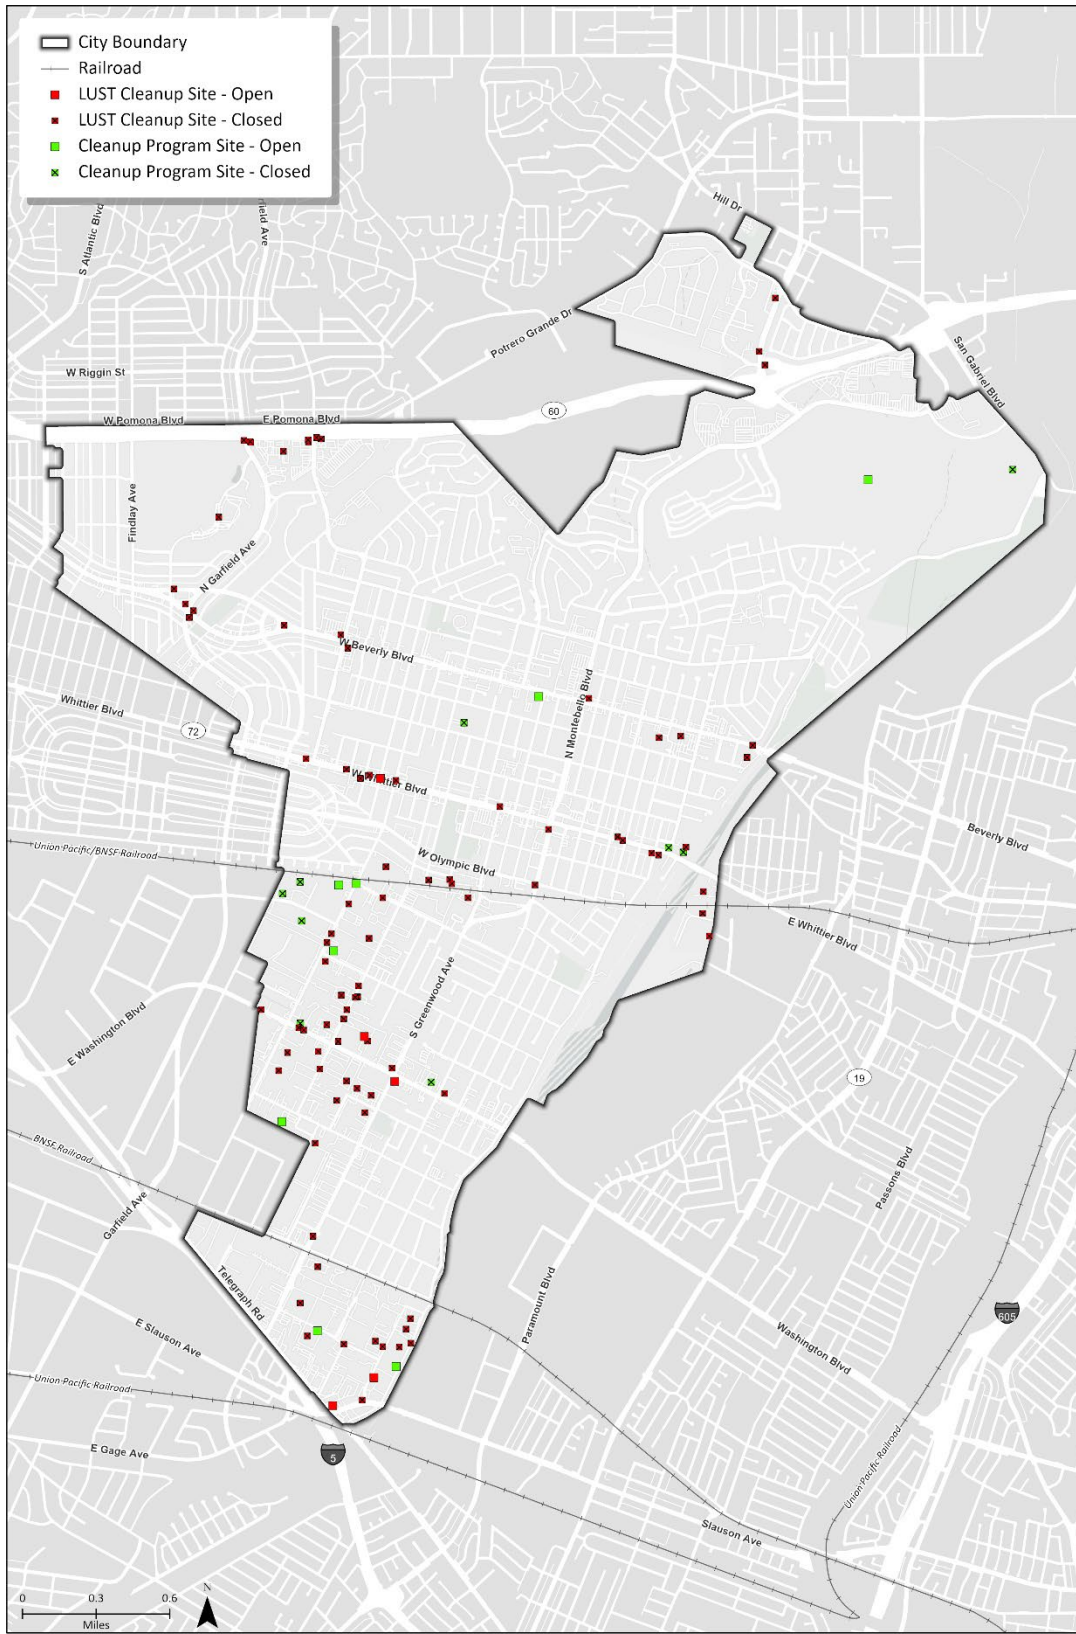 City Boundary
Railroad
LUST Cleanup Site - Open
LUST Cleanup Site - Closed
Cleanup Program Site - Open
Cleanup Program Site - Closed
Hill Dr
S Atlantic Blvd
field Ave
Potrero Grande Dr
San Gabriel Blvd
W Riggin St
W Pomona Blvd
E Pomona Blvd
60
Findlay Ave
N Garfield Ave
W Beverly Blvd
N Montebello Blvd
Whittier Blvd
72
W Whittier Blvd
Beverly Blvd
Union Pacific/BNSF Railroad
W Olympic Blvd
E Whittier Blvd
S Greenwood Ave
E Washington Blvd
19
BNSF Railroad
Passons Blvd
Garfield Ave
Telegraph Rd
Paramount Blvd
E Slauson Ave
605
Washington Blvd
Union Pacific Railroad
E Gage Ave
5
Union Pacific Railroad
Slauson Ave
N
0 0.3 0.6
Miles